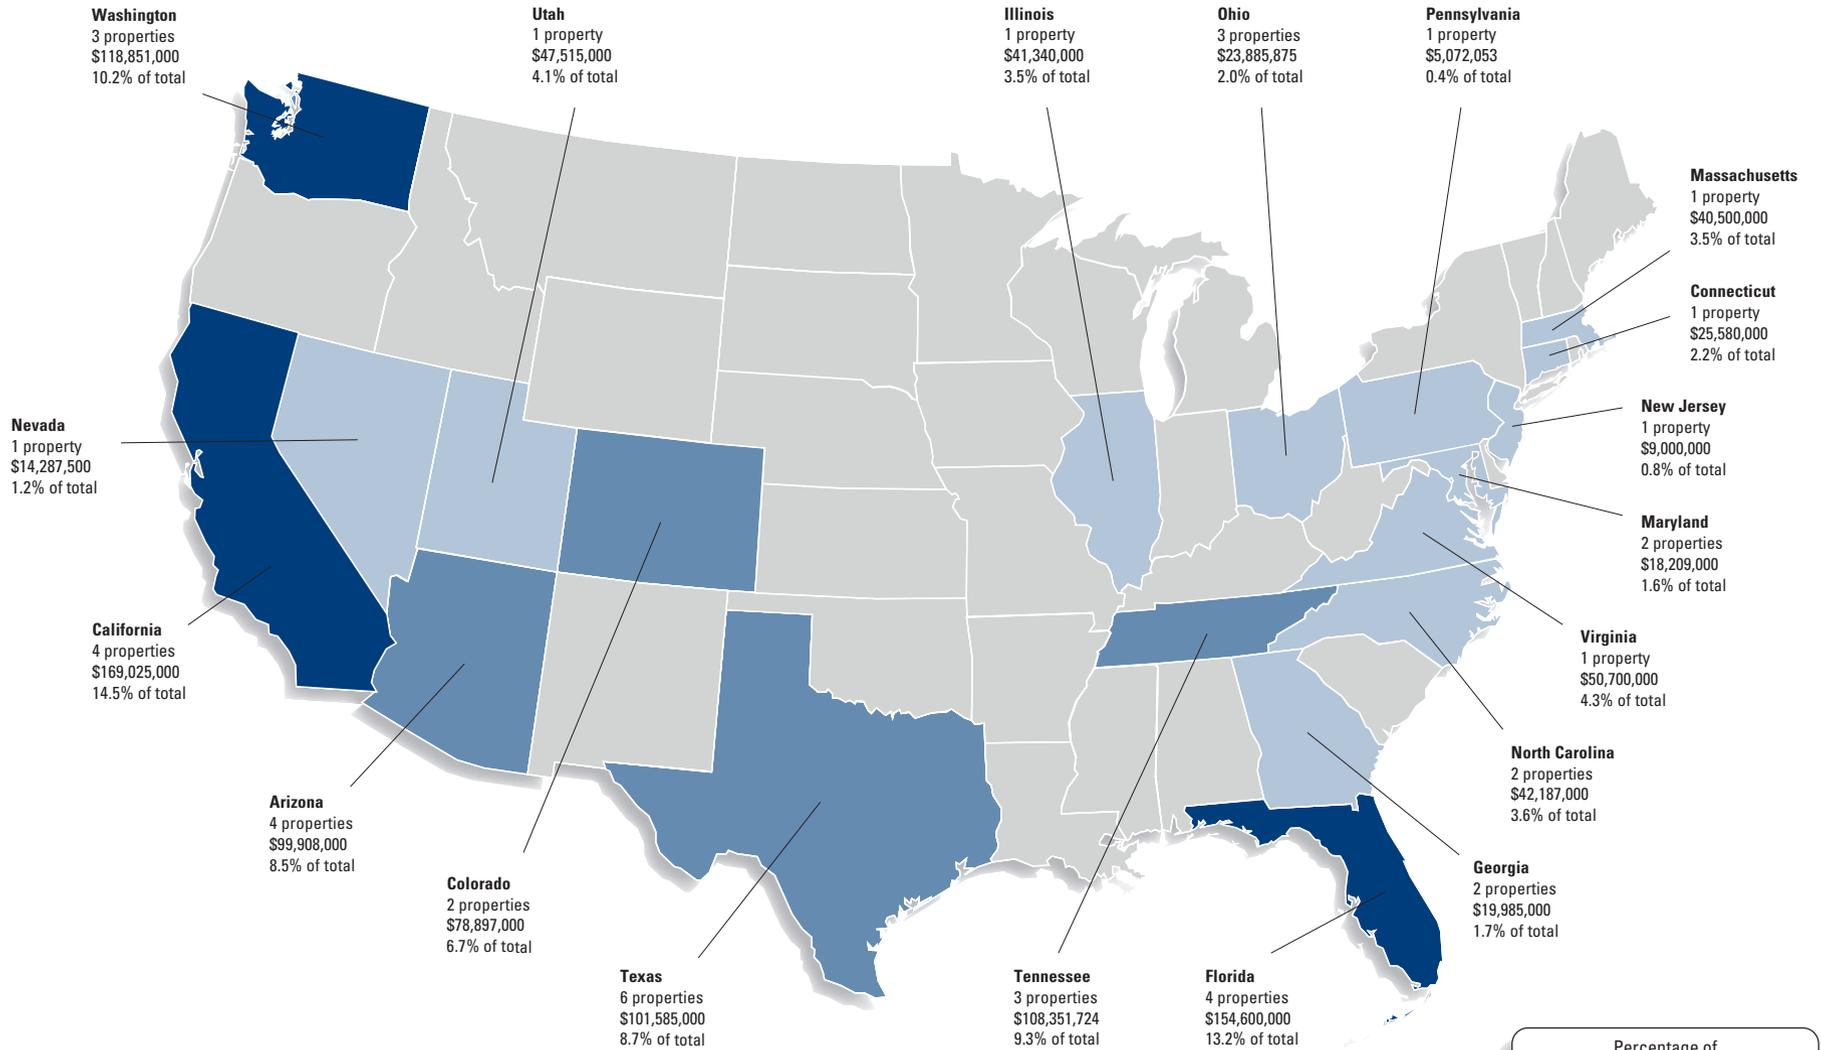 Washington
3 properties
$118,851,000
10.2% of total
Utah
1 property
$47,515,000
4.1% of total
Illinois
1 property
$41,340,000
3.5% of total
Ohio
3 properties
$23,885,875
2.0% of total
Pennsylvania
1 property
$5,072,053
0.4% of total
Massachusetts
1 property
$40,500,000
3.5% of total
Connecticut
1 property
$25,580,000
2.2% of total
New Jersey
1 property
$9,000,000
0.8% of total
Nevada
1 property
$14,287,500
1.2% of total
Maryland
2 properties
$18,209,000
1.6% of total
California
4 properties
$169,025,000
14.5% of total
Virginia
1 property
$50,700,000
4.3% of total
North Carolina
2 properties
$42,187,000
3.6% of total
Arizona
4 properties
$99,908,000
8.5% of total
Georgia
2 properties
$19,985,000
1.7% of total
Colorado
2 properties
$78,897,000
6.7% of total
Texas
6 properties
$101,585,000
8.7% of total
Tennessee
3 properties
$108,351,724
9.3% of total
Florida
4 properties
$154,600,000
13.2% of total
Percentage of